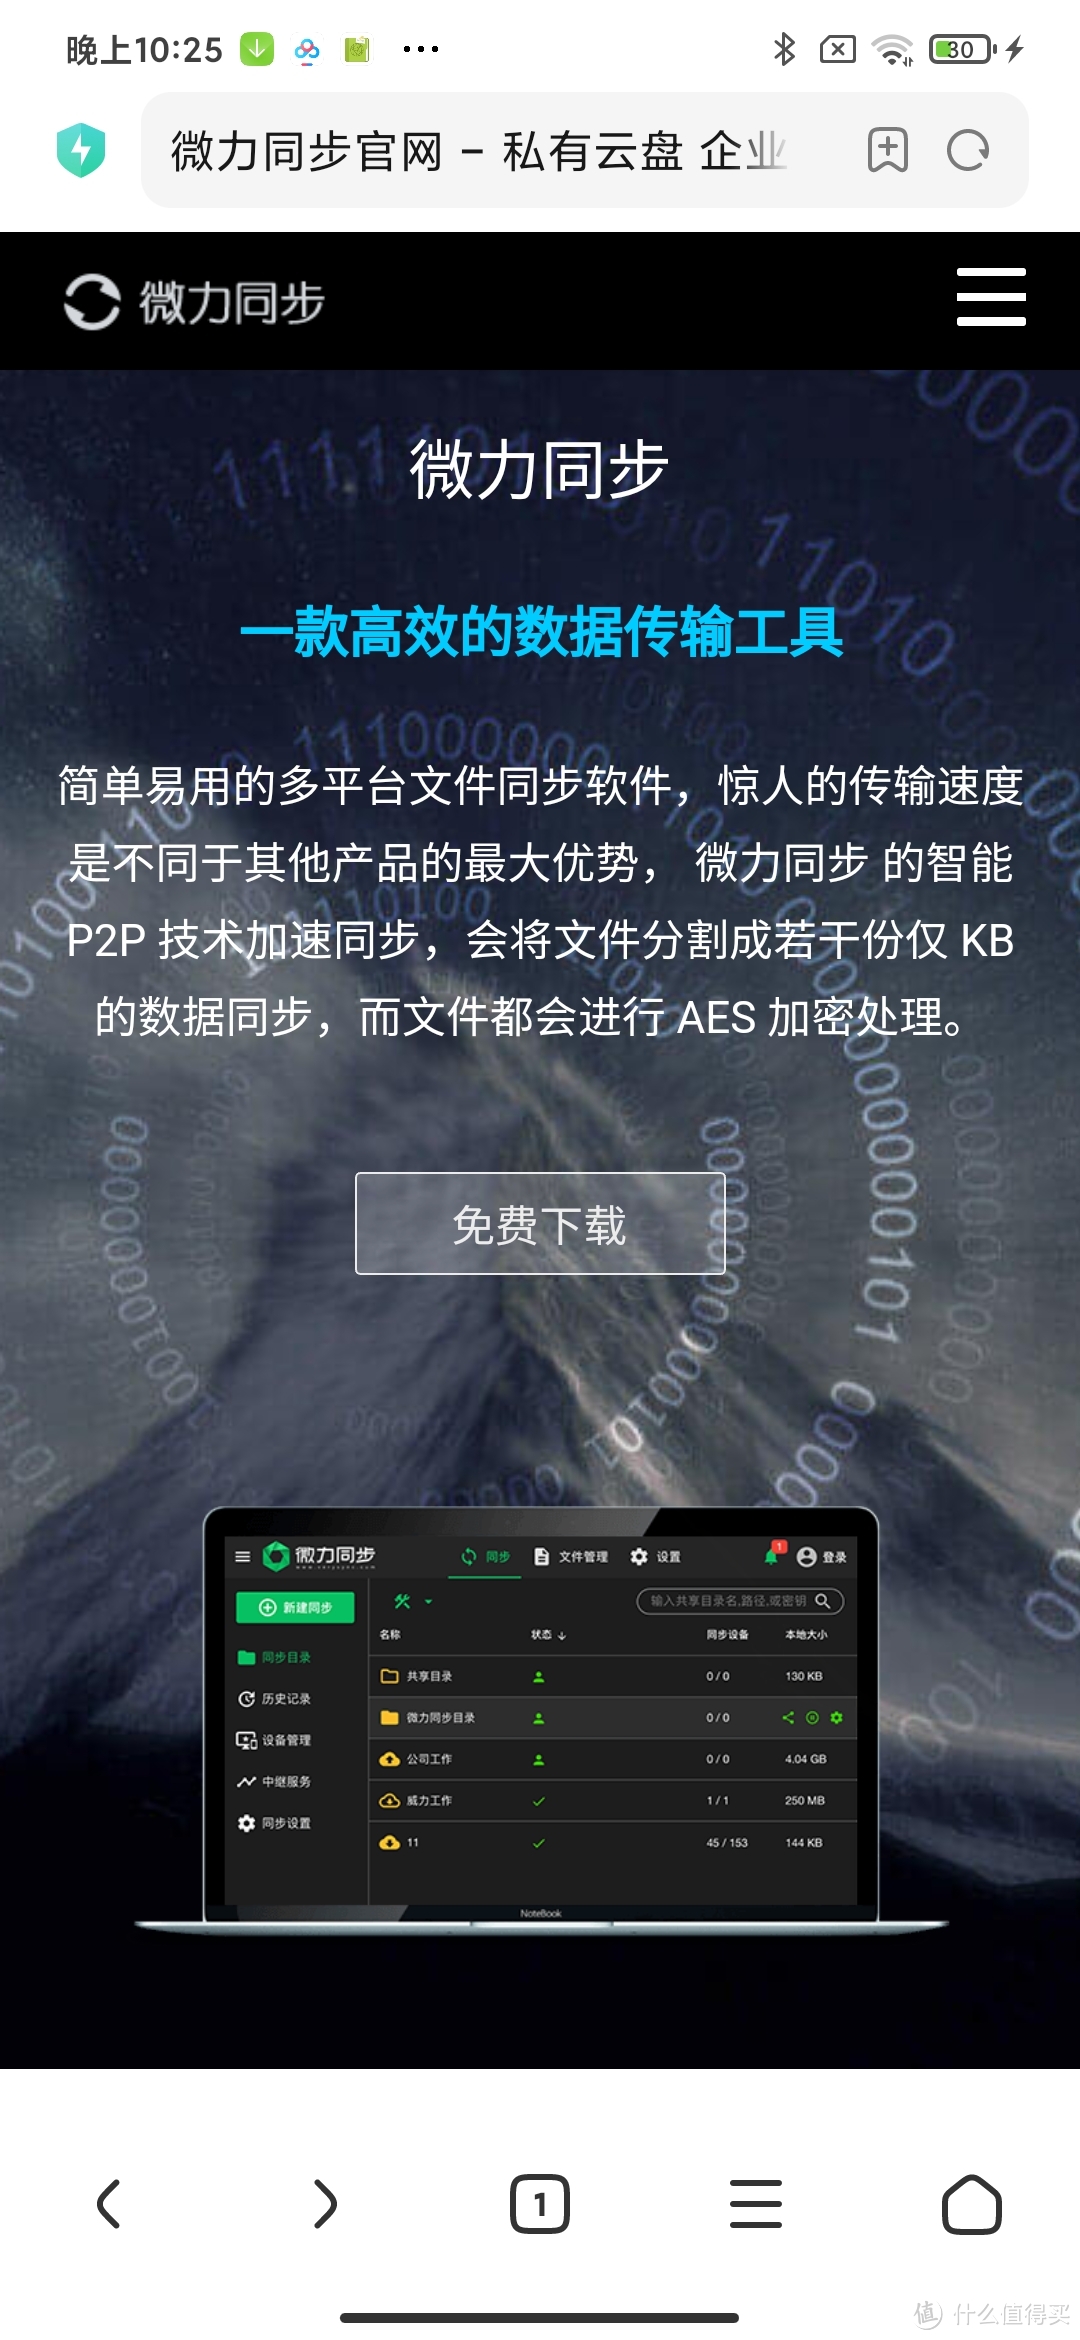 晚上10:25
30
微力同步官网 – 私有云盘 企业
微力同步
微力同步
一款高效的数据传输工具
简单易用的多平台文件同步软件，惊人的传输速度
是不同于其他产品的最大优势， 微力同步 的智能
P2P 技术加速同步，会将文件分割成若干份仅 KB
的数据同步，而文件都会进行 AES 加密处理。
免费下载
微力同步 同步 文件管理 设置 1 登录
新建同步 输入共享目录名,路径,或密钥
名称 状态 同步设备 本地大小
同步目录
共享目录 0 / 0 130 KB
历史记录
微力同步目录 0 / 0
设备管理
公司工作 0 / 0 4.04 GB
中继服务
威力工作 1 / 1 250 MB
同步设置
11 45 / 153 144 KB
NoteBook
1
值 什么值得买